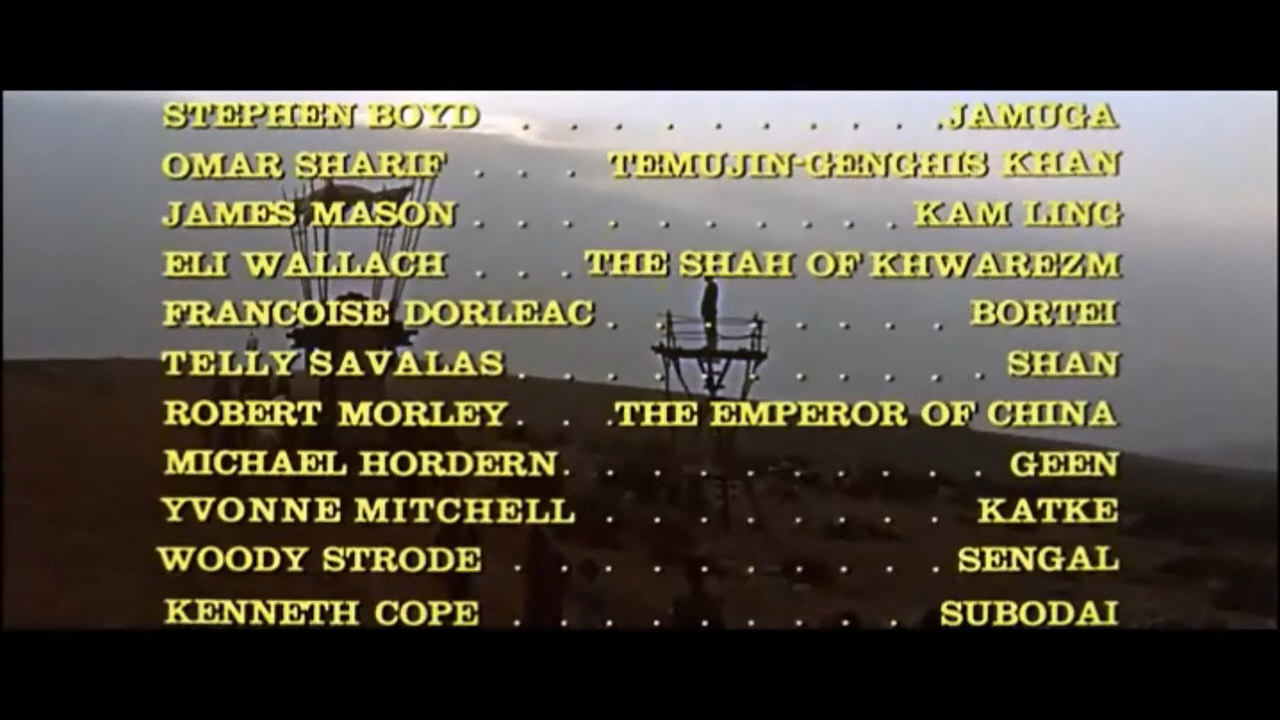 STEPHEN BOYD . . . . . . . . . . JAMUGA
OMAR SHARIF . . . TEMUJIN-GENGHIS KHAN
JAMES MASON . . . . . . . . . . KAM LING
ELI WALLACH . . . THE SHAH OF KHWAREZM
FRANCOISE DORLEAC . . . . . . . . BORTEI
TELLY SAVALAS . . . . . . . . . . . SHAN
ROBERT MORLEY . . . THE EMPEROR OF CHINA
MICHAEL HORDERN . . . . . . . . . . GEEN
YVONNE MITCHELL . . . . . . . . KATKE
WOODY STRODE . . . . . . . . . . SENGAL
KENNETH COPE . . . . . . . . . SUBODAI